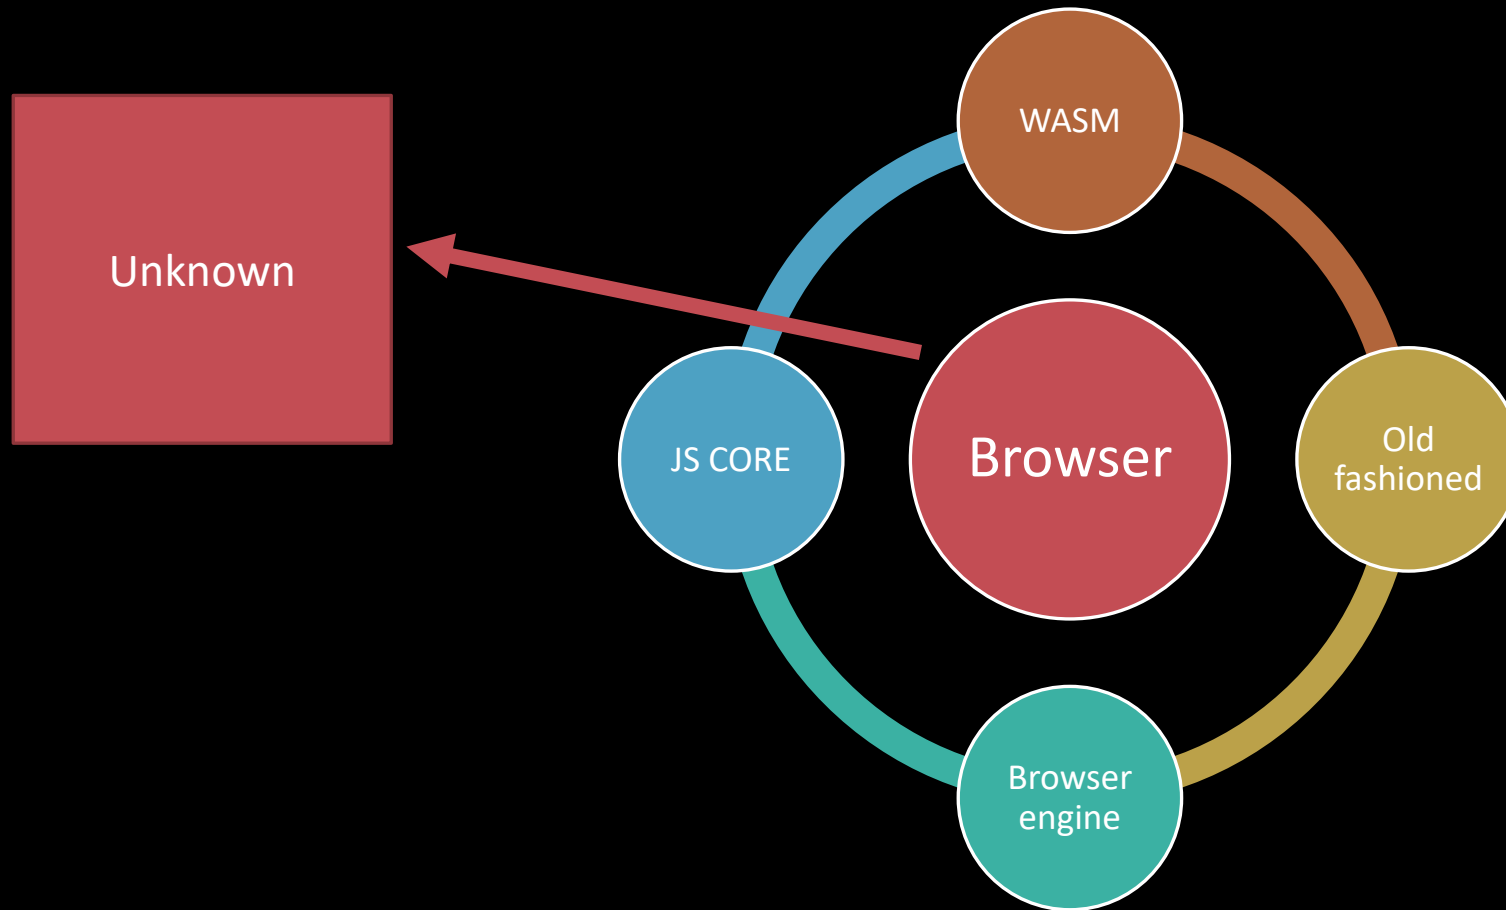 WASM
Unknown
JS CORE
Browser
Old
fashioned
Browser
engine